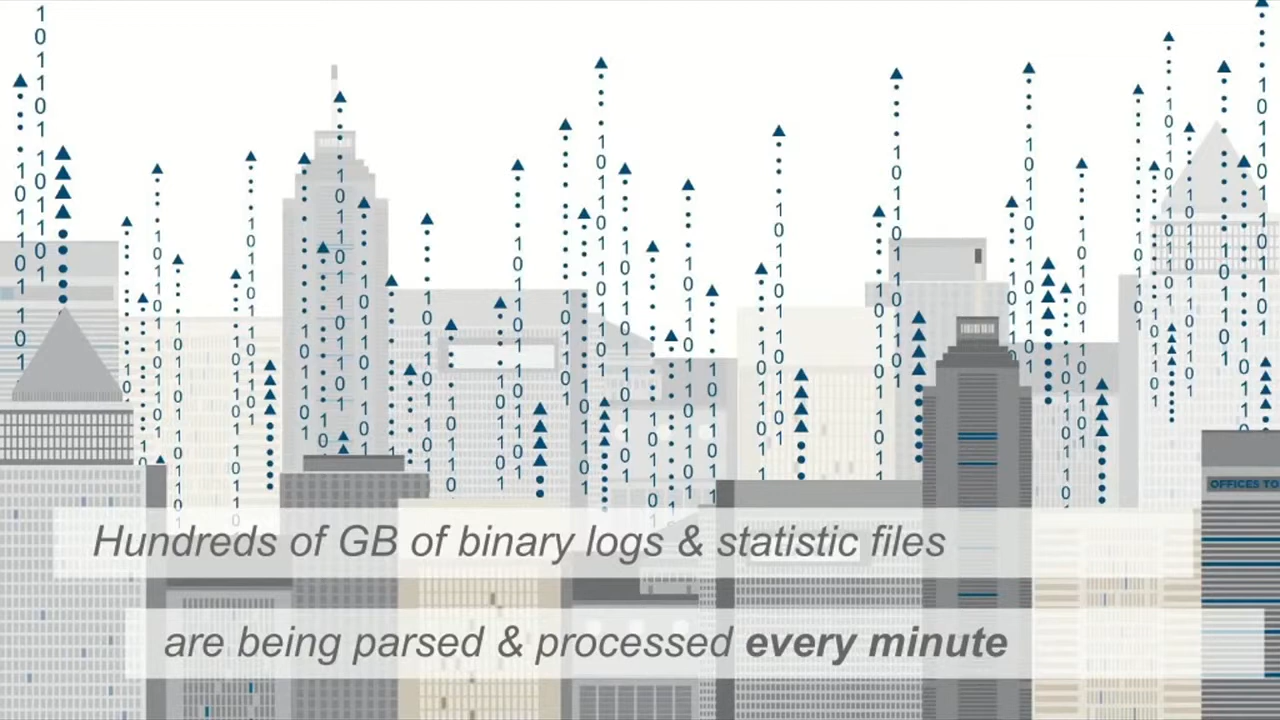 OFFICES TO
Hundreds of GB of binary logs & statistic files
are being parsed & processed every minute